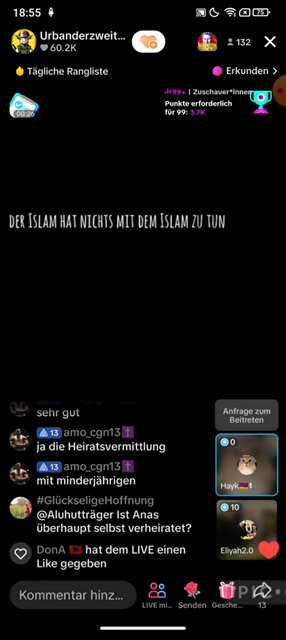 18:55
75
Urbanderzweit...
60.2K
132
Tägliche Rangliste
Erkunden >
00:26
99+ | Zuschauer*innen
Punkte erforderlich
für 99: 3.7K
der Islam hat nichts mit dem Islam zu tun
sehr gut
13 amo_cgn13
ja die Heiratsvermittlung
13 amo_cgn13
mit minderjährigen
#GlückseligeHoffnung
@Aluhutträger Ist Anas
überhaupt selbst verheiratet?
DonA hat dem LIVE einen
Like gegeben
Anfrage zum
Beitreten
0
Hayk
10
Eliyah2.0
Kommentar hinz...
LIVE mi...
Senden
Gesche...
13